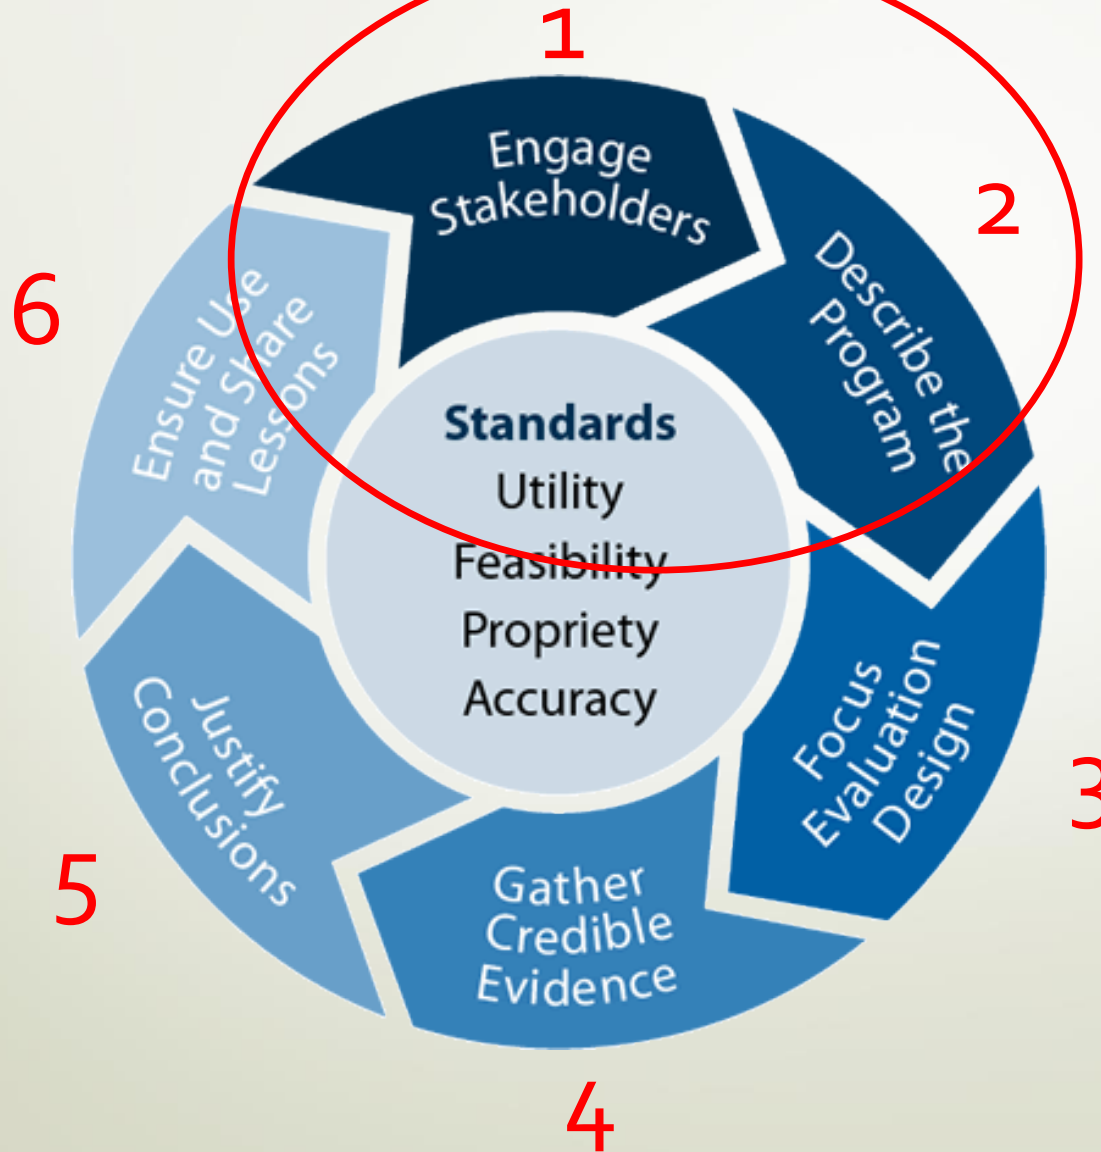 1
Engage
Stakeholders
2
Describe the
Program
3
Focus
Evaluation
Design
4
Gather
Credible
Evidence
5
Justify
Conclusions
6
Ensure Use
and Share
Lessons
Standards
Utility
Feasibility
Propriety
Accuracy